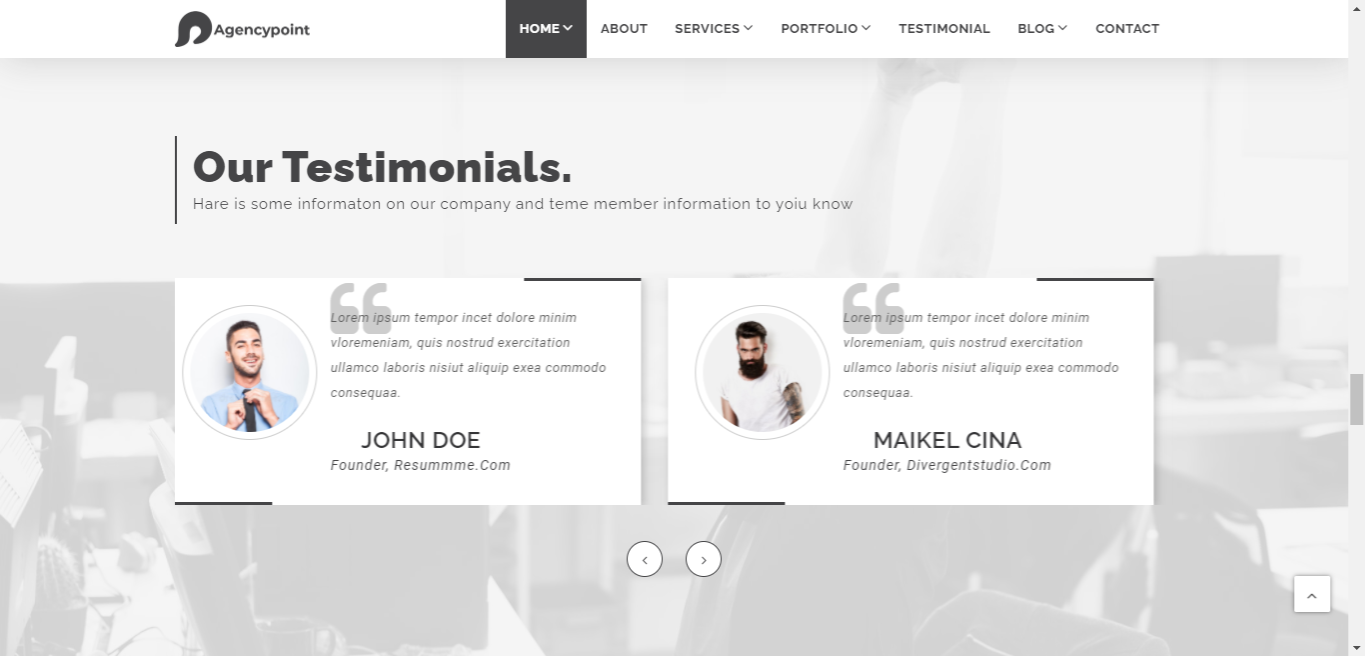 Agencypoint
HOME ABOUT SERVICES PORTFOLIO TESTIMONIAL BLOG CONTACT
Our Testimonials.
Hare is some informaton on our company and teme member information to yoiu know
Lorem ipsum tempor incet dolore minim
vloremeniam, quis nostrud exercitation
ullamco laboris nisiut aliquip exea commodo
consequaa.
JOHN DOE
Founder, Resummme.Com
Lorem ipsum tempor incet dolore minim
vloremeniam, quis nostrud exercitation
ullamco laboris nisiut aliquip exea commodo
consequaa.
MAIKEL CINA
Founder, Divergentstudio.Com